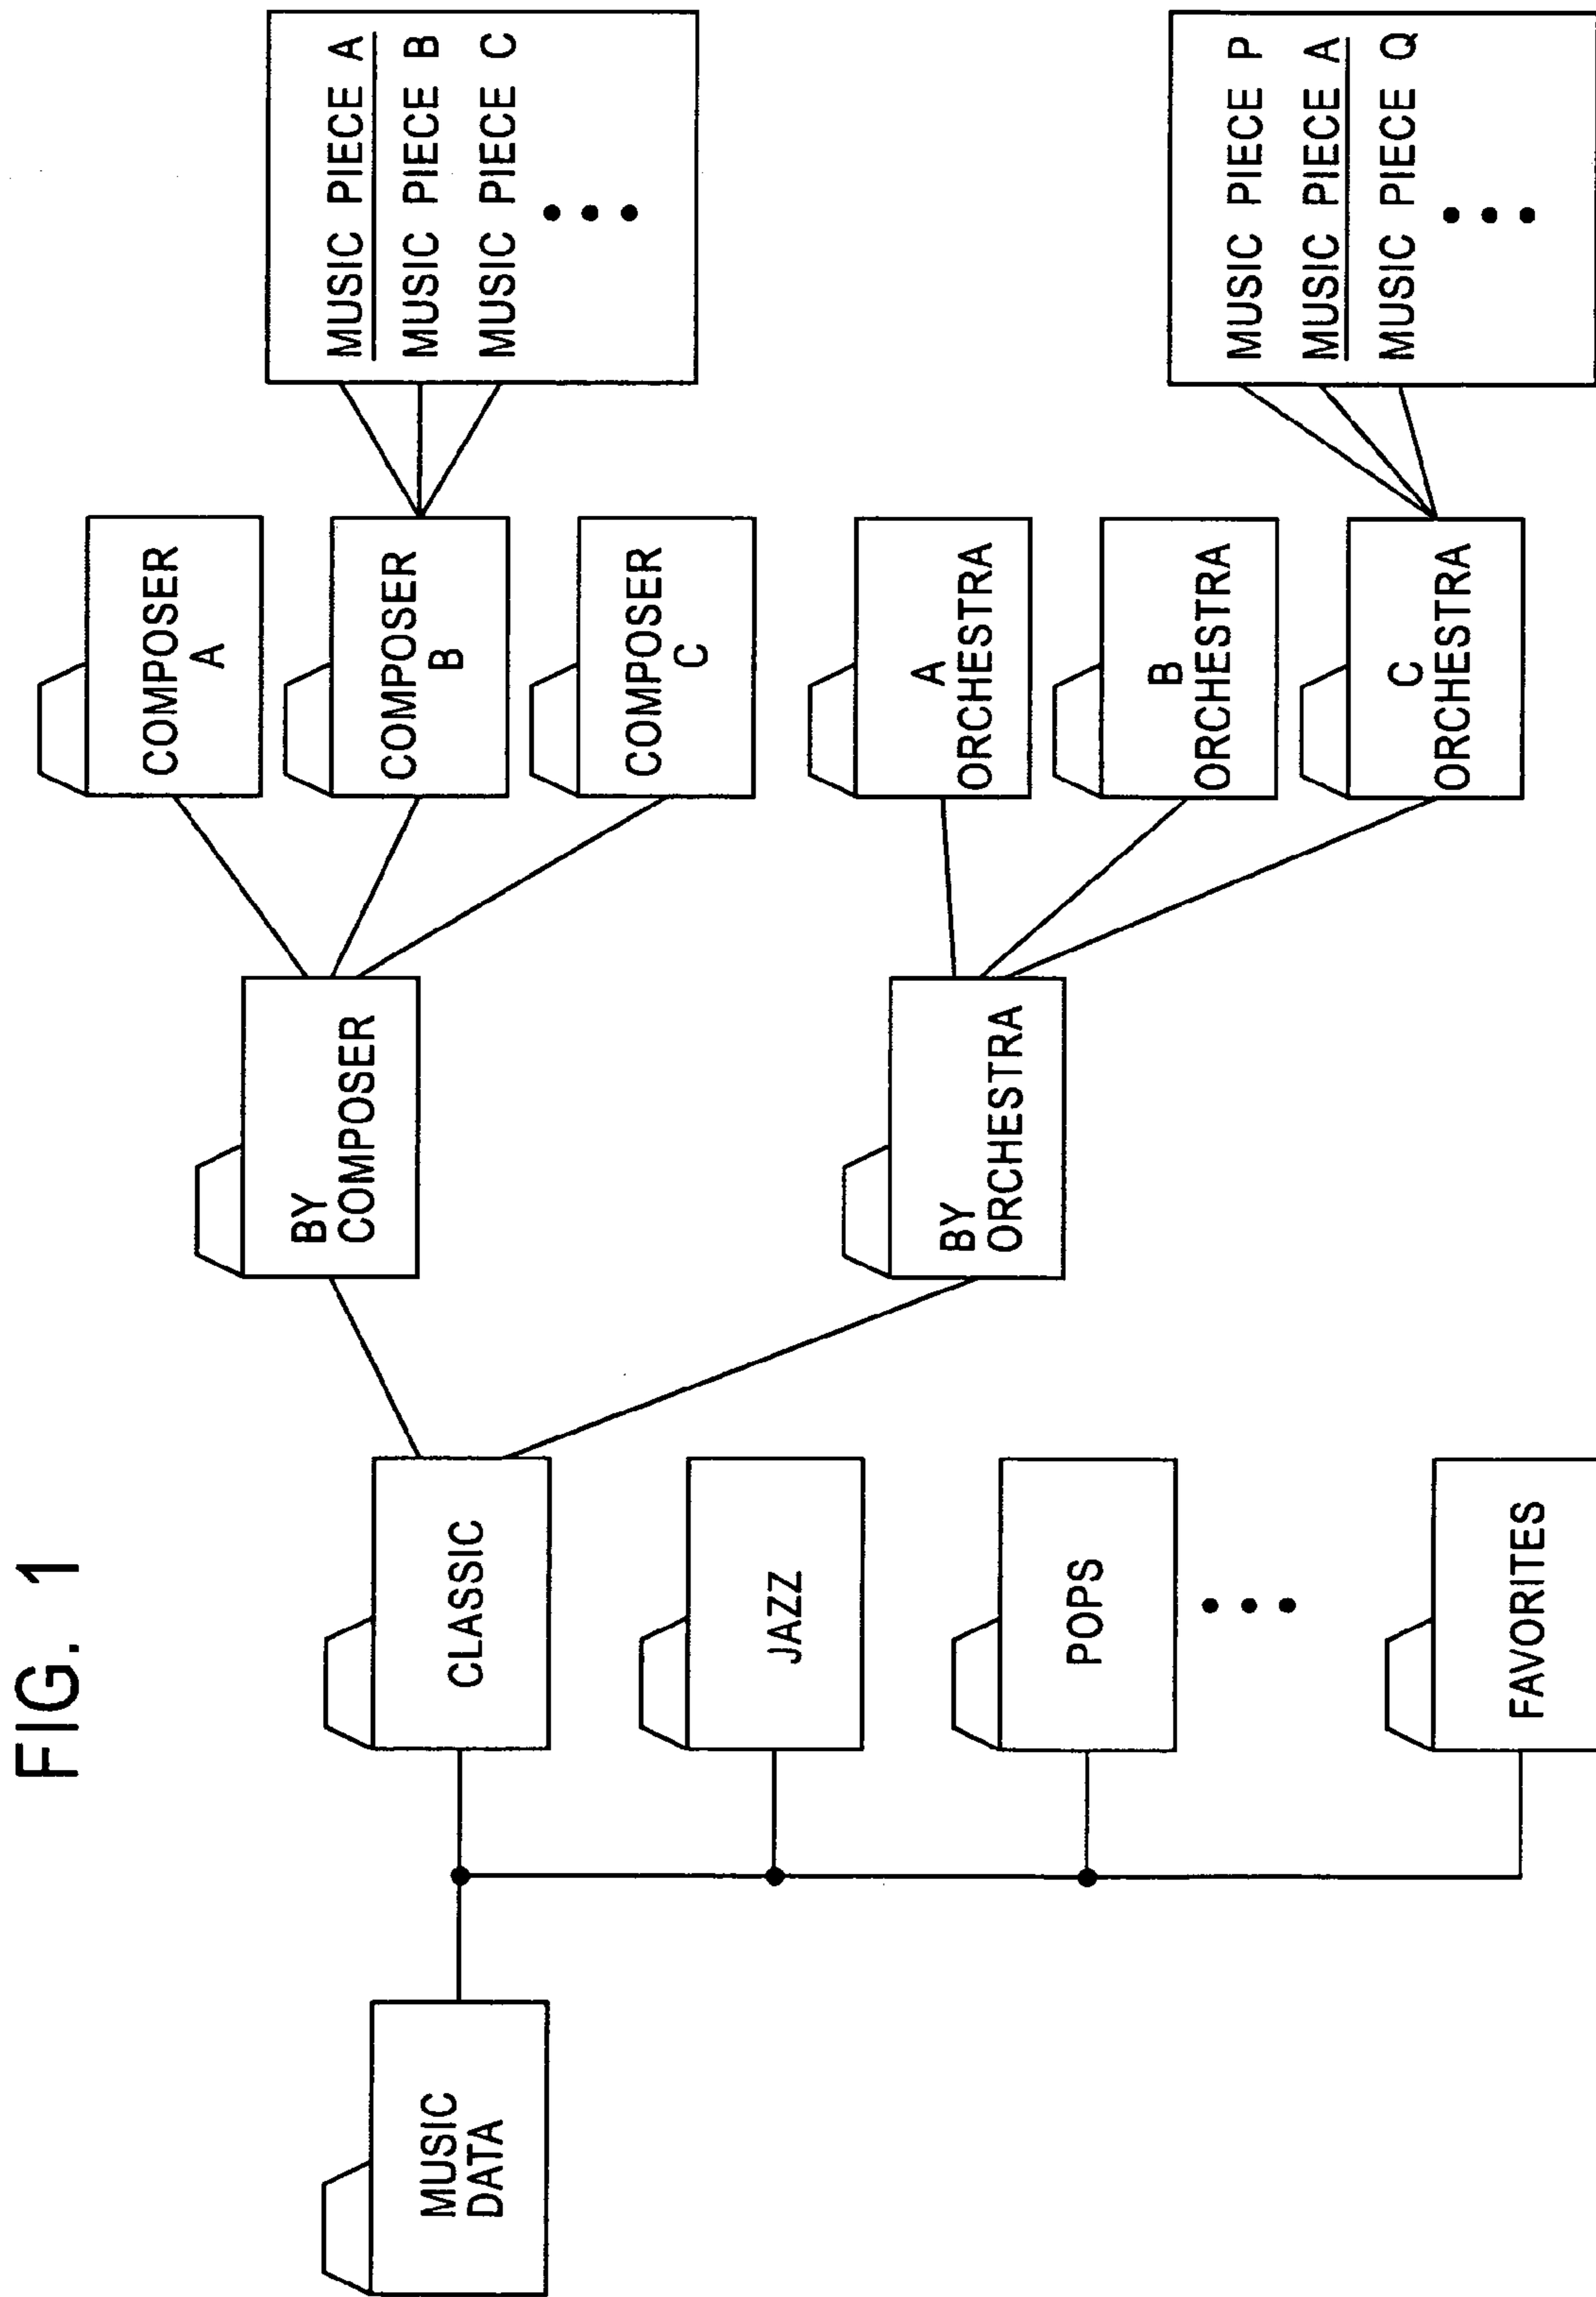 FIG. 1
MUSIC
DATA
CLASSIC
JAZZ
POPS
FAVORITES
BY
COMPOSER
BY
ORCHESTRA
COMPOSER
A
COMPOSER
B
COMPOSER
C
A
ORCHESTRA
B
ORCHESTRA
C
ORCHESTRA
MUSIC PIECE A
MUSIC PIECE B
MUSIC PIECE C
MUSIC PIECE P
MUSIC PIECE A
MUSIC PIECE Q